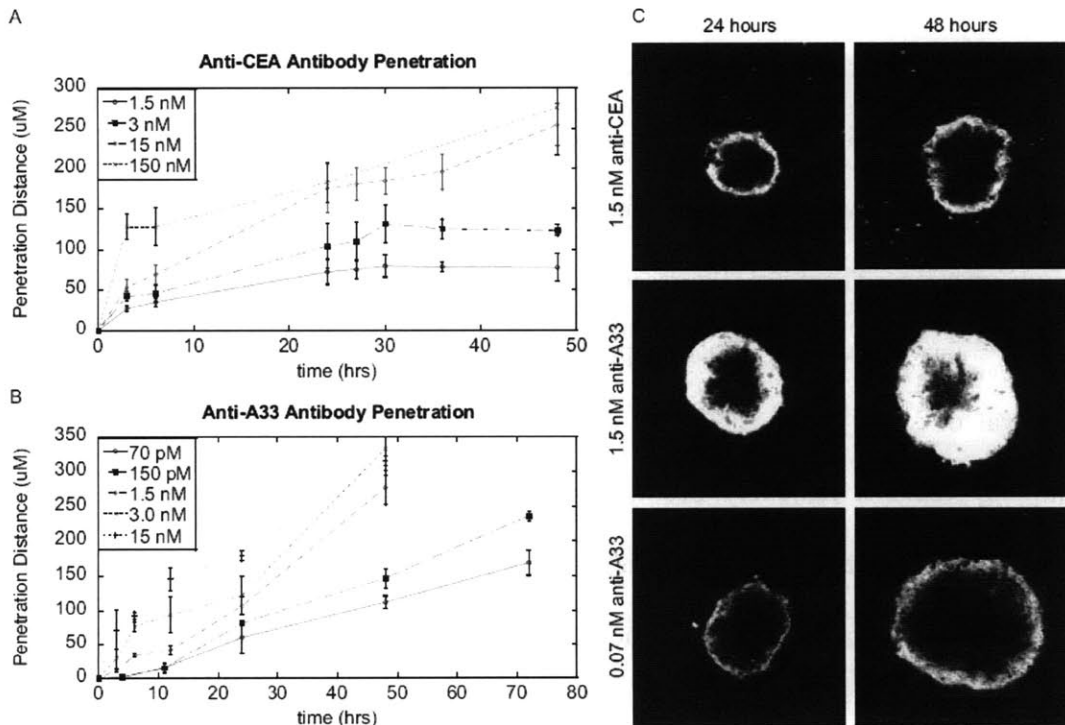 A
Anti-CEA Antibody Penetration
Penetration Distance (uM)
300
250
200
150
100
50
0
1.5 nM
3 nM
15 nM
150 nM
0 10 20 30 40 50
time (hrs)
B
Anti-A33 Antibody Penetration
Penetration Distance (uM)
350
300
250
200
150
100
50
0
70 pM
150 pM
1.5 nM
3.0 nM
15 nM
0 10 20 30 40 50 60 70 80
time (hrs)
C
24 hours 48 hours
1.5 nM anti-CEA
1.5 nM anti-A33
0.07 nM anti-A33